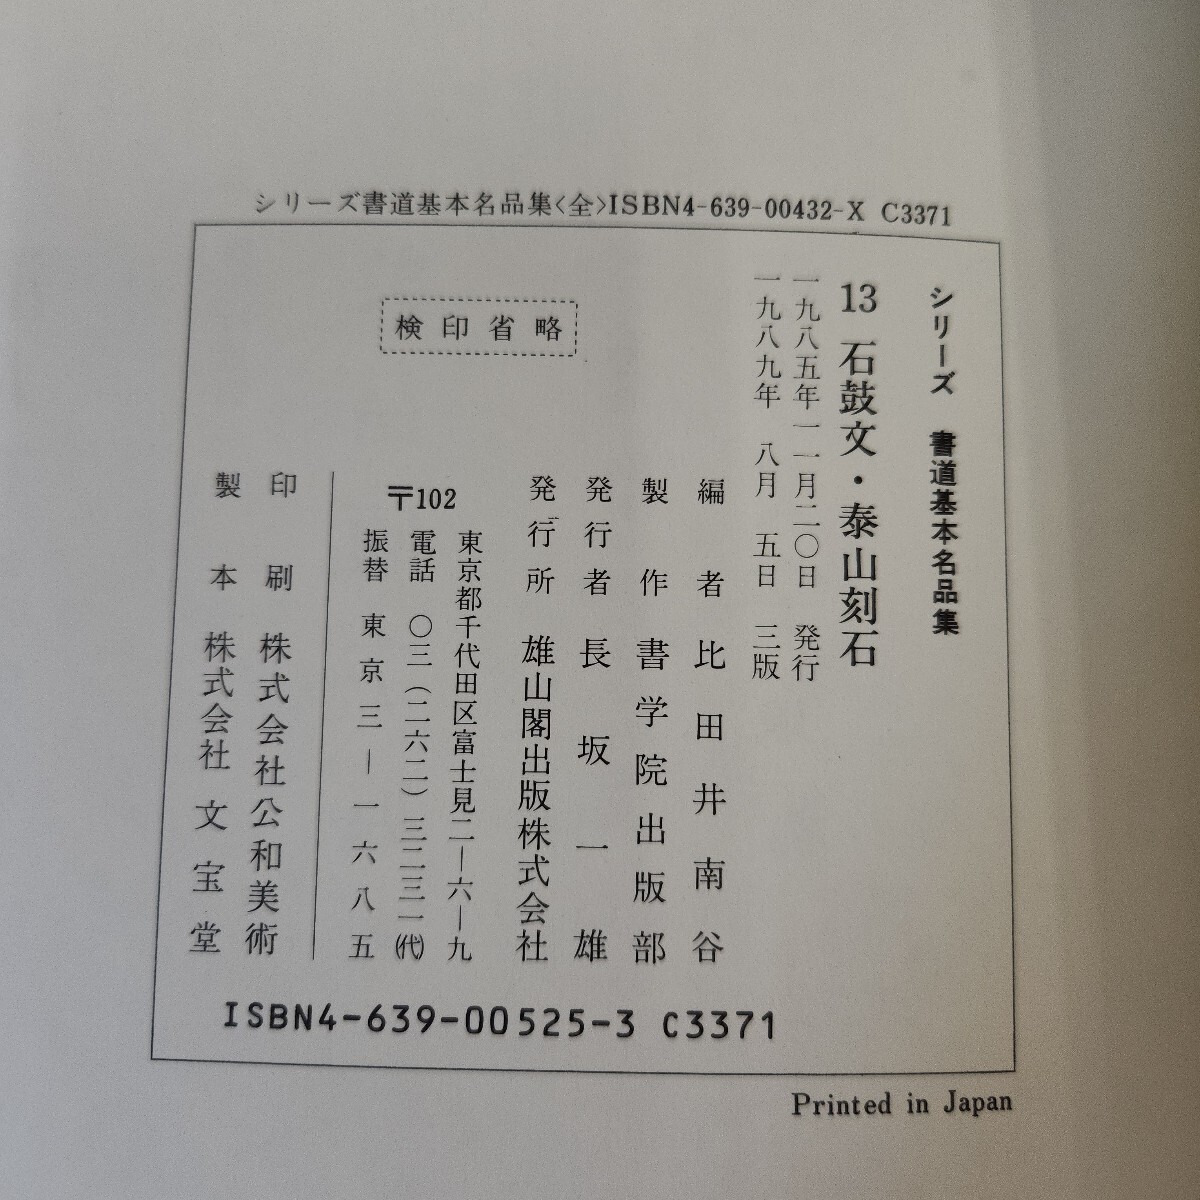 シリーズ書道基本名品集〈全〉ISBN4-639-00432-X C3371
シリーズ 書道基本名品集
13 石鼓文・泰山刻石
一九八五年一一月二〇日 発行
一九八九年 八月 五日 三版
検印省略
編者 比田井南谷
製作 書学院出版部
発行者 長坂一雄
発行所 雄山閣出版株式会社
〒102
東京都千代田区富士見二―六―九
電話 〇三(二六二)三二三一(代)
振替 東京三―一六八五
印刷 株式会社公和美術
製本 株式会社文宝堂
ISBN4-639-00525-3 C3371
Printed in Japan